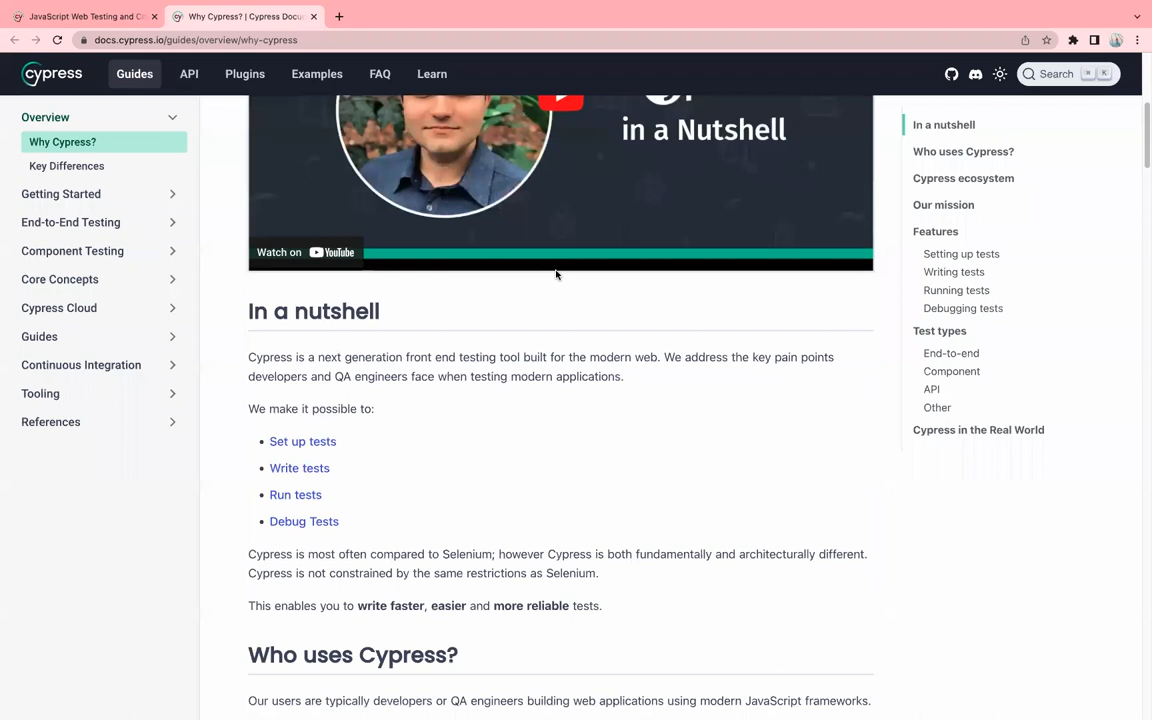 JavaScript Web Testing and C
Why Cypress? | Cypress Docu
docs.cypress.io/guides/overview/why-cypress
cypress
Guides
API
Plugins
Examples
FAQ
Learn
Search
K
Overview
Why Cypress?
Key Differences
Getting Started
End-to-End Testing
Component Testing
Core Concepts
Cypress Cloud
Guides
Continuous Integration
Tooling
References
in a Nutshell
Watch on YouTube
In a nutshell
Cypress is a next generation front end testing tool built for the modern web. We address the key pain points
developers and QA engineers face when testing modern applications.
We make it possible to:
• Set up tests
• Write tests
• Run tests
• Debug Tests
Cypress is most often compared to Selenium; however Cypress is both fundamentally and architecturally different.
Cypress is not constrained by the same restrictions as Selenium.
This enables you to write faster, easier and more reliable tests.
Who uses Cypress?
Our users are typically developers or QA engineers building web applications using modern JavaScript frameworks.
In a nutshell
Who uses Cypress?
Cypress ecosystem
Our mission
Features
Setting up tests
Writing tests
Running tests
Debugging tests
Test types
End-to-end
Component
API
Other
Cypress in the Real World